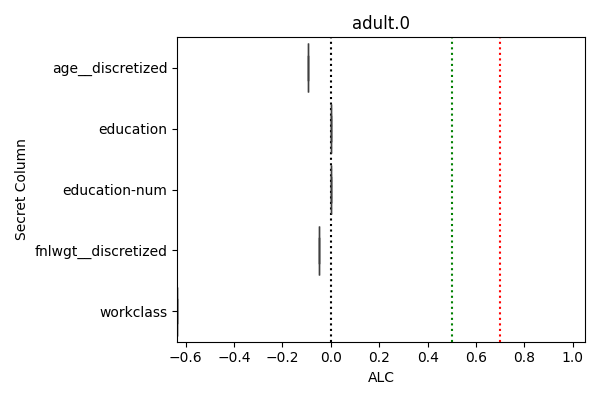 adult.0
Secret Column
age__discretized
education
education-num
fnlwgt__discretized
workclass
−0.6 −0.4 −0.2 0.0 0.2 0.4 0.6 0.8 1.0
ALC